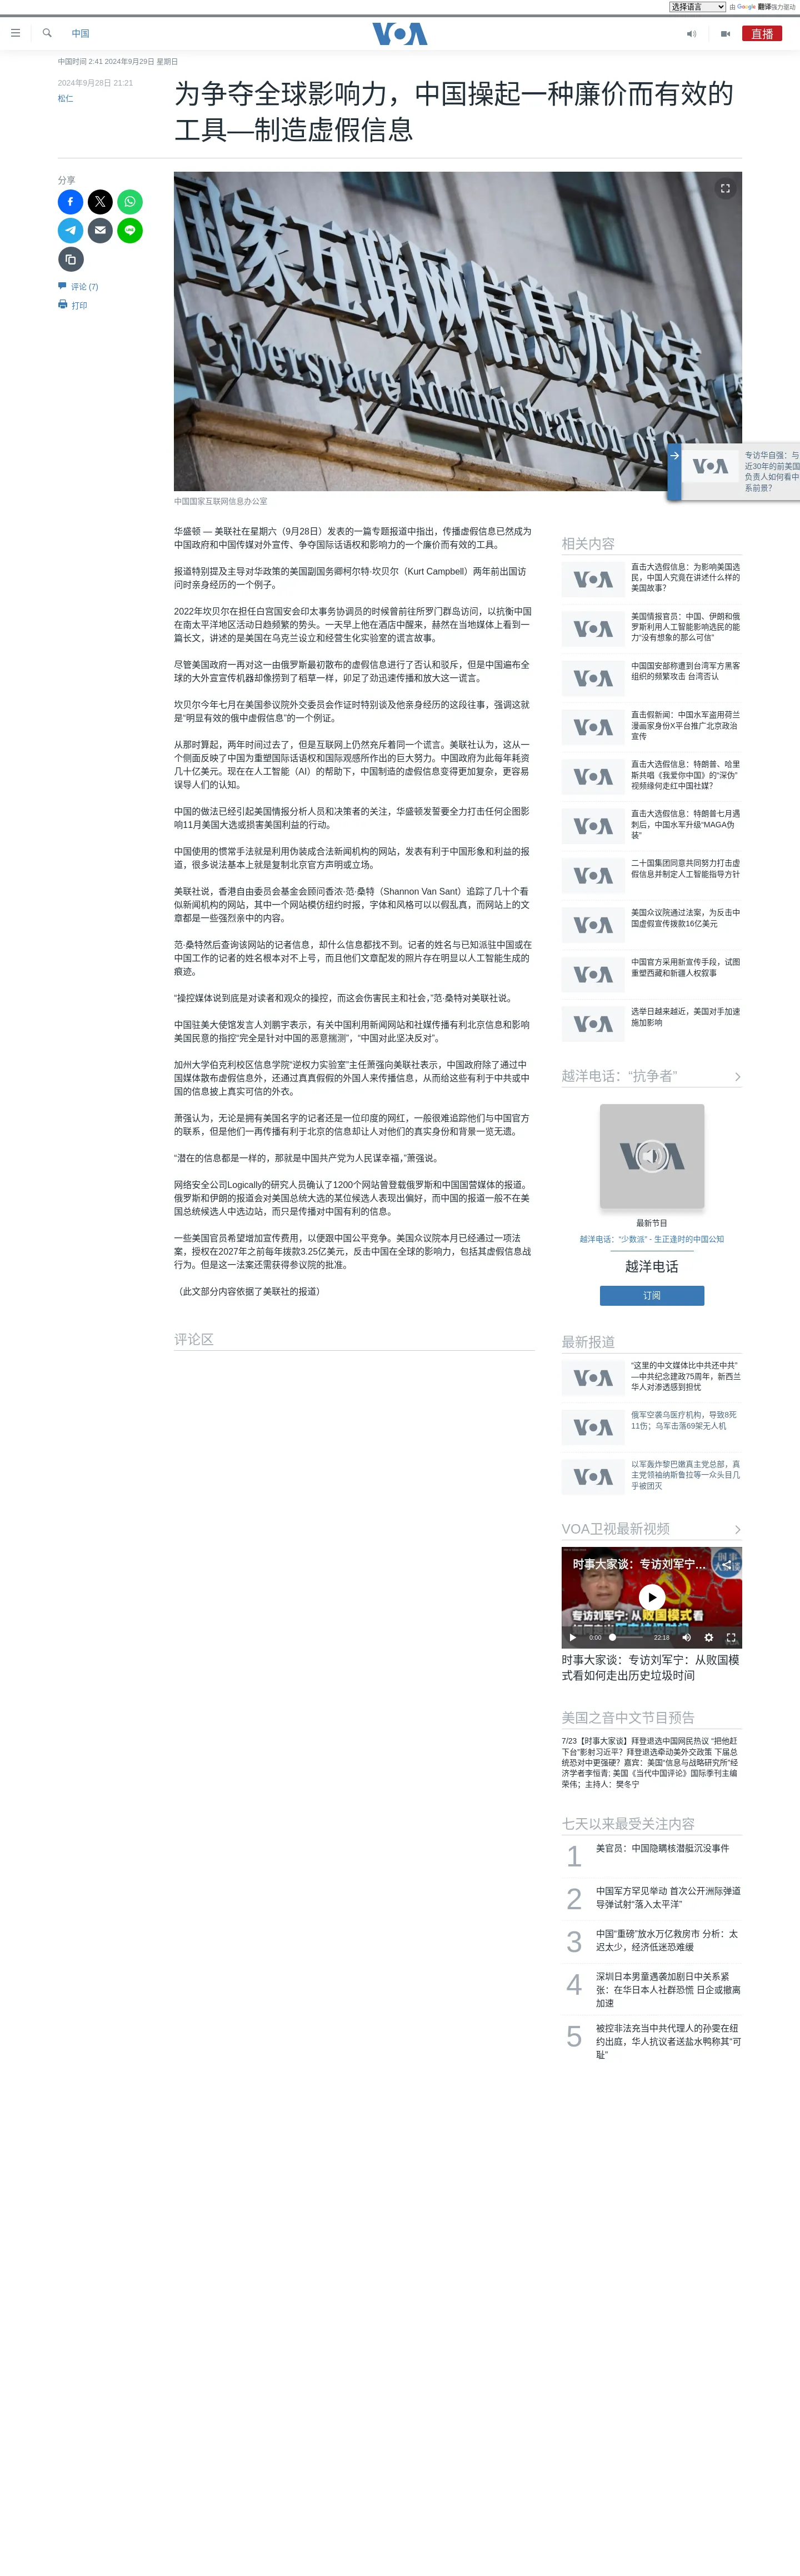 选择语言
由 Google 翻译强力驱动
中国
VOA
直播
中国时间 2:41 2024年9月29日 星期日
2024年9月28日 21:21
松仁
为争夺全球影响力，中国操起一种廉价而有效的
工具—制造虚假信息
分享
评论 (7)
打印
国家互联网信息办公室
Cyberspace Administration of
中国国家互联网信息办公室
专访华自强：与
近30年的前美国
负责人如何看中
系前景？
华盛顿 — 美联社在星期六（9月28日）发表的一篇专题报道中指出，传播虚假信息已然成为
中国政府和中国传媒对外宣传、争夺国际话语权和影响力的一个廉价而有效的工具。
报道特别提及主导对华政策的美国副国务卿柯尔特·坎贝尔（Kurt Campbell）两年前出国访
问时亲身经历的一个例子。
2022年坎贝尔在担任白宫国安会印太事务协调员的时候曾前往所罗门群岛访问，以抗衡中国
在南太平洋地区活动日趋频繁的势头。一天早上他在酒店中醒来，赫然在当地媒体上看到一
篇长文，讲述的是美国在乌克兰设立和经营生化实验室的谎言故事。
尽管美国政府一再对这一由俄罗斯最初散布的虚假信息进行了否认和驳斥，但是中国遍布全
球的大外宣宣传机器却像捞到了稻草一样，卯足了劲迅速传播和放大这一谎言。
坎贝尔今年七月在美国参议院外交委员会作证时特别谈及他亲身经历的这段往事，强调这就
是“明显有效的俄中虚假信息”的一个例证。
从那时算起，两年时间过去了，但是互联网上仍然充斥着同一个谎言。美联社认为，这从一
个侧面反映了中国为重塑国际话语权和国际观感所作出的巨大努力。中国政府为此每年耗资
几十亿美元。现在在人工智能（AI）的帮助下，中国制造的虚假信息变得更加复杂，更容易
误导人们的认知。
中国的做法已经引起美国情报分析人员和决策者的关注，华盛顿发誓要全力打击任何企图影
响11月美国大选或损害美国利益的行动。
中国使用的惯常手法就是利用伪装成合法新闻机构的网站，发表有利于中国形象和利益的报
道，很多说法基本上就是复制北京官方声明或立场。
美联社说，香港自由委员会基金会顾问香浓·范·桑特（Shannon Van Sant）追踪了几十个看
似新闻机构的网站，其中一个网站模仿纽约时报，字体和风格可以以假乱真，而网站上的文
章都是一些强烈亲中的内容。
范·桑特然后查询该网站的记者信息，却什么信息都找不到。记者的姓名与已知派驻中国或在
中国工作的记者的姓名根本对不上号，而且他们文章配发的照片存在明显以人工智能生成的
痕迹。
“操控媒体说到底是对读者和观众的操控，而这会伤害民主和社会，”范·桑特对美联社说。
中国驻美大使馆发言人刘鹏宇表示，有关中国利用新闻网站和社媒传播有利北京信息和影响
美国民意的指控“完全是针对中国的恶意揣测”，“中国对此坚决反对”。
加州大学伯克利校区信息学院“逆权力实验室”主任萧强向美联社表示，中国政府除了通过中
国媒体散布虚假信息外，还通过真真假假的外国人来传播信息，从而给这些有利于中共或中
国的信息披上真实可信的外衣。
萧强认为，无论是拥有美国名字的记者还是一位印度的网红，一般很难追踪他们与中国官方
的联系，但是他们一再传播有利于北京的信息却让人对他们的真实身份和背景一览无遗。
“潜在的信息都是一样的，那就是中国共产党为人民谋幸福，”萧强说。
网络安全公司Logically的研究人员确认了1200个网站曾登载俄罗斯和中国国营媒体的报道。
俄罗斯和伊朗的报道会对美国总统大选的某位候选人表现出偏好，而中国的报道一般不在美
国总统候选人中选边站，而只是传播对中国有利的信息。
一些美国官员希望增加宣传费用，以便跟中国公平竞争。美国众议院本月已经通过一项法
案，授权在2027年之前每年拨款3.25亿美元，反击中国在全球的影响力，包括其虚假信息战
行为。但是这一法案还需获得参议院的批准。
（此文部分内容依据了美联社的报道）
评论区
相关内容
直击大选假信息：为影响美国选
民，中国人究竟在讲述什么样的
美国故事？
美国情报官员：中国、伊朗和俄
罗斯利用人工智能影响选民的能
力“没有想象的那么可信”
中国国安部称遭到台湾军方黑客
组织的频繁攻击 台湾否认
直击假新闻：中国水军盗用荷兰
漫画家身份X平台推广北京政治
宣传
直击大选假信息：特朗普、哈里
斯共唱《我爱你中国》的“深伪”
视频缘何走红中国社媒？
直击大选假信息：特朗普七月遇
刺后，中国水军升级“MAGA伪
装”
二十国集团同意共同努力打击虚
假信息并制定人工智能指导方针
美国众议院通过法案，为反击中
国虚假宣传拨款16亿美元
中国官方采用新宣传手段，试图
重塑西藏和新疆人权叙事
选举日越来越近，美国对手加速
施加影响
越洋电话：“抗争者”
最新节目
越洋电话：“少数派” - 生正逢时的中国公知
越洋电话
订阅
最新报道
“这里的中文媒体比中共还中共”
—中共纪念建政75周年，新西兰
华人对渗透感到担忧
俄军空袭乌医疗机构，导致8死
11伤；乌军击落69架无人机
以军轰炸黎巴嫩真主党总部，真
主党领袖纳斯鲁拉等一众头目几
乎被团灭
VOA卫视最新视频
时事大家谈：专访刘军宁…
专访刘军宁：从败国模式看
0:00
22:18
时事大家谈：专访刘军宁：从败国模
式看如何走出历史垃圾时间
美国之音中文节目预告
7/23【时事大家谈】拜登退选中国网民热议 “把他赶
下台”影射习近平？拜登退选牵动美外交政策 下届总
统恐对中更强硬？嘉宾：美国“信息与战略研究所”经
济学者李恒青; 美国《当代中国评论》国际季刊主编
荣伟；主持人：樊冬宁
七天以来最受关注内容
1 美官员：中国隐瞒核潜艇沉没事件
2 中国军方罕见举动 首次公开洲际弹道
导弹试射“落入太平洋”
3 中国“重磅”放水万亿救房市 分析：太
迟太少，经济低迷恐难缓
4 深圳日本男童遇袭加剧日中关系紧
张：在华日本人社群恐慌 日企或撤离
加速
5 被控非法充当中共代理人的孙雯在纽
约出庭，华人抗议者送盐水鸭称其“可
耻”